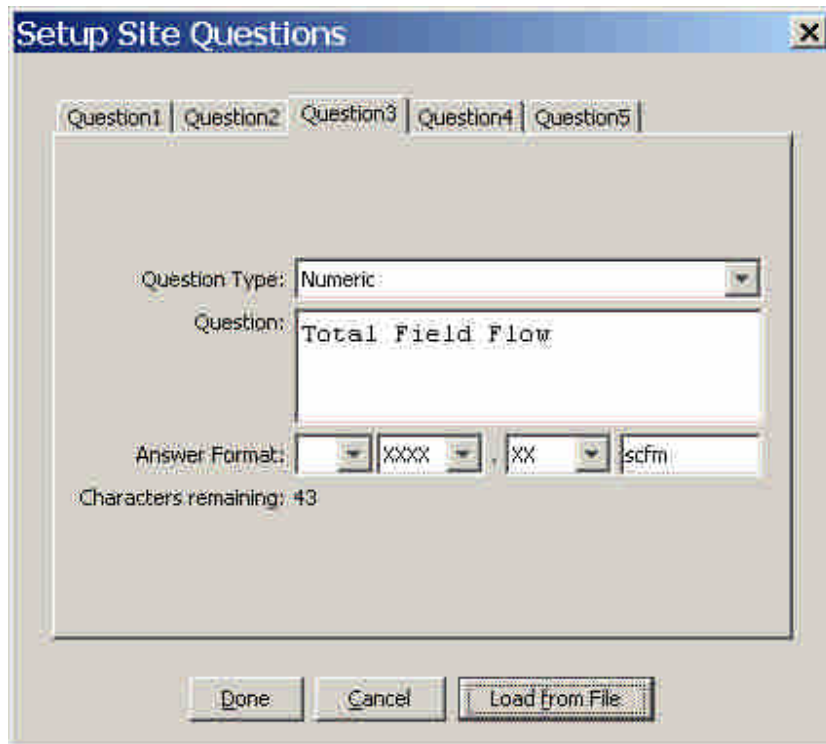 Setup Site Questions
Question1 Question2 Question3 Question4 Question5
Question Type: Numeric
Question: Total Field Flow
Answer Format: XXXX . XX scfm
Characters remaining: 43
Done Cancel Load from File